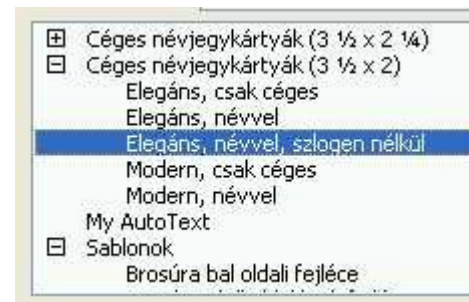 Céges névjegykártyák (3 ½ x 2 ¼)
Céges névjegykártyák (3 ½ x 2)
Elegáns, csak céges
Elegáns, névvel
Elegáns, névvel, szlogen nélkül
Modern, csak céges
Modern, névvel
My AutoText
Sablonok
Brosúra bal oldali fejléce